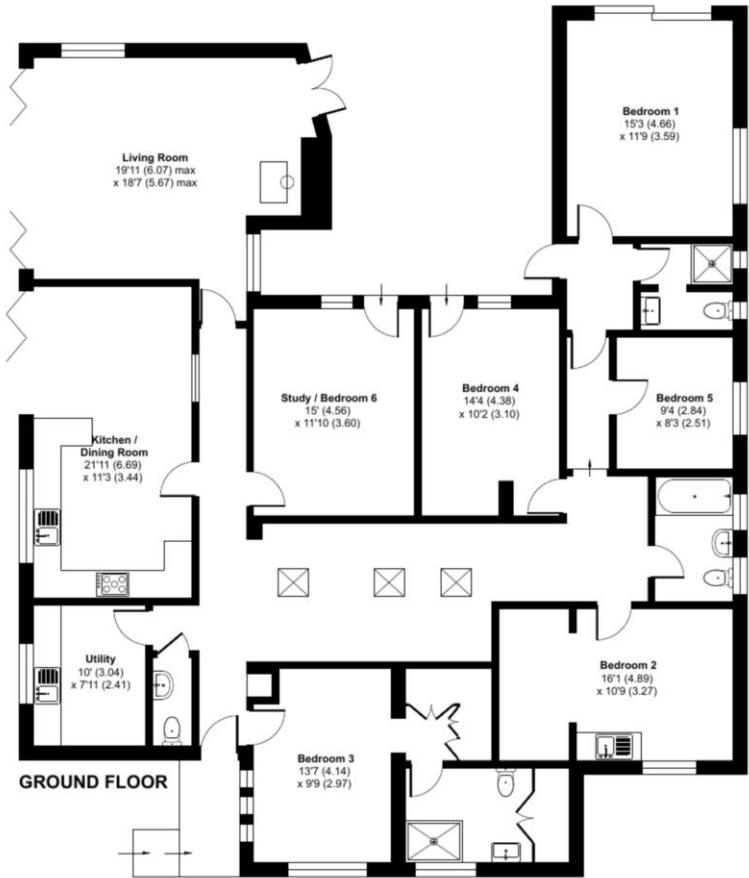 Bedroom 1
15'3 (4.66)
x 11'9 (3.59)
Living Room
19'11 (6.07) max
x 18'7 (5.67) max
Study / Bedroom 6
15' (4.56)
x 11'10 (3.60)
Bedroom 4
14'4 (4.38)
x 10'2 (3.10)
Bedroom 5
9'4 (2.84)
x 8'3 (2.51)
Kitchen /
Dining Room
21'11 (6.69)
x 11'3 (3.44)
Utility
10' (3.04)
x 7'11 (2.41)
Bedroom 2
16'1 (4.89)
x 10'9 (3.27)
Bedroom 3
13'7 (4.14)
x 9'9 (2.97)
GROUND FLOOR